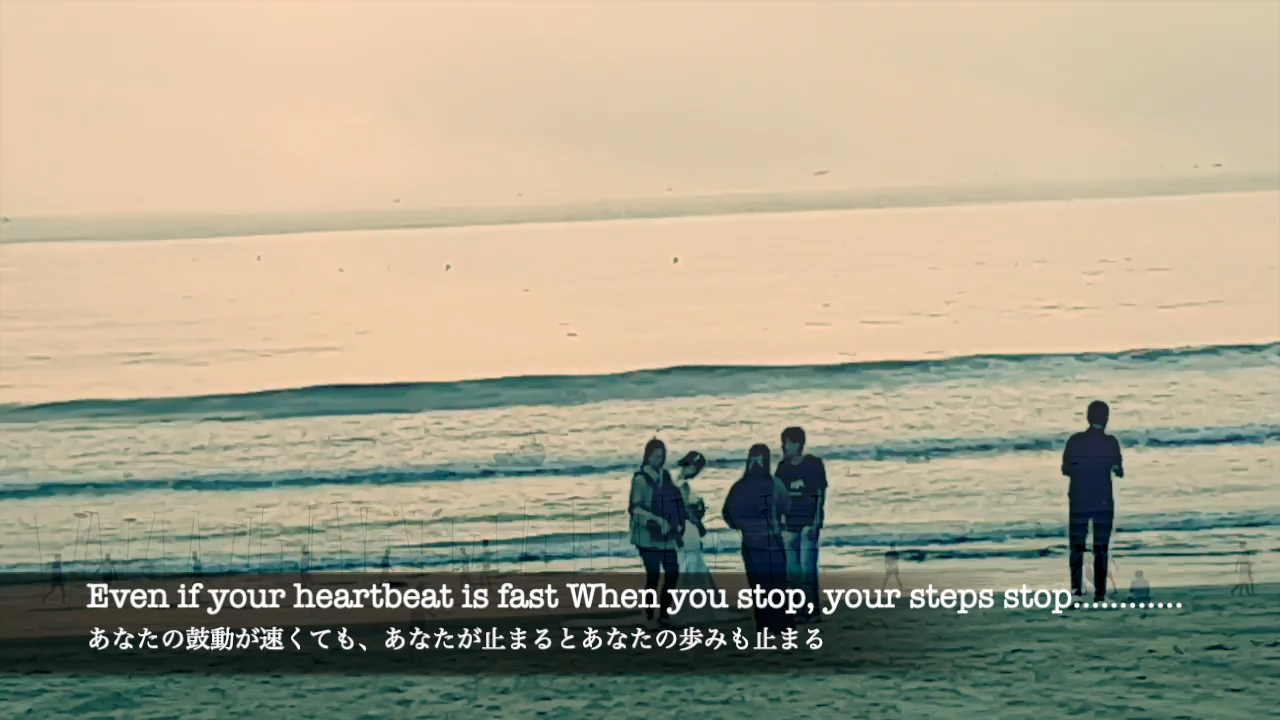 Even if your heartbeat is fast When you stop, your steps stop............
あなたの鼓動が速くても、あなたが止まるとあなたの歩みも止まる